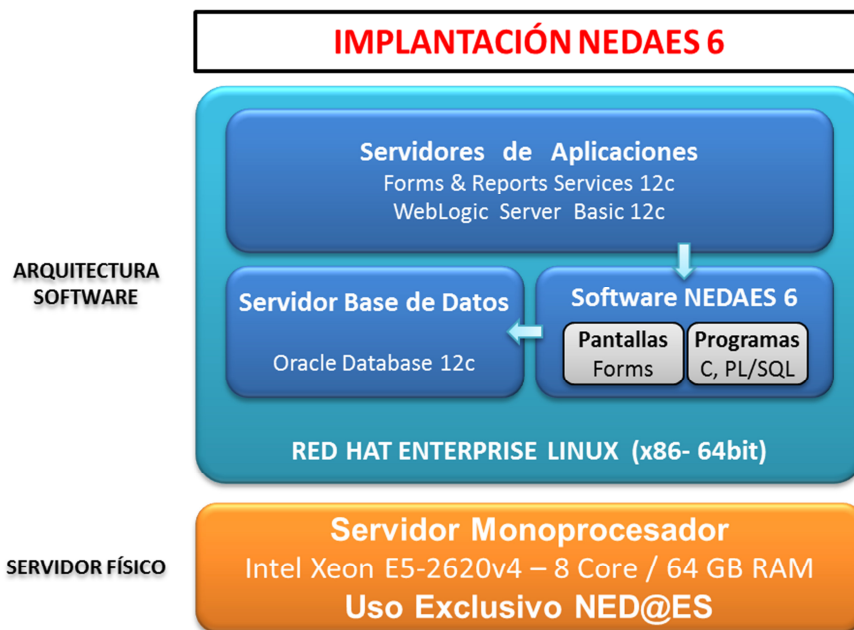 IMPLANTACIÓN NEDAES 6
Servidores de Aplicaciones
Forms & Reports Services 12c
WebLogic Server Basic 12c
ARQUITECTURA
SOFTWARE
Servidor Base de Datos
Oracle Database 12c
Software NEDAES 6
Pantallas
Forms
Programas
C, PL/SQL
RED HAT ENTERPRISE LINUX (x86- 64bit)
SERVIDOR FÍSICO
Servidor Monoprocesador
Intel Xeon E5-2620v4 – 8 Core / 64 GB RAM
Uso Exclusivo NED@ES